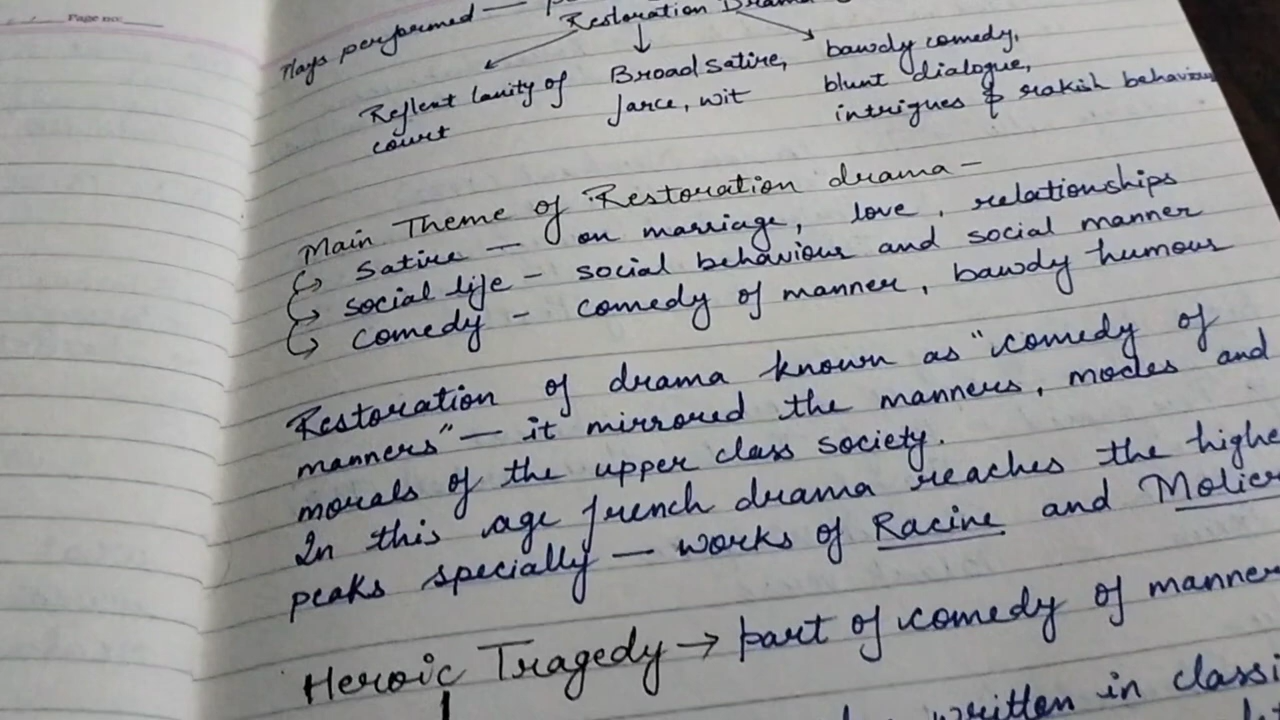 Page no:
Plays performed —
Restoration Drama
Reflect lavity of
court
Broad satire,
farce, wit
bawdy comedy,
blunt dialogue,
intrigues & rakish behaviour
Main Theme of Restoration drama -
Satire — on marriage, love, relationships
social life - social behaviour and social manner
comedy - comedy of manner, bawdy humour
Restoration of drama known as "comedy of
manners" — it mirrored the manners, modes and
morals of the upper class society.
In this age french drama reaches the highe
peaks specially — works of Racine and Molier
Heroic Tragedy → part of comedy of manner
written in classi